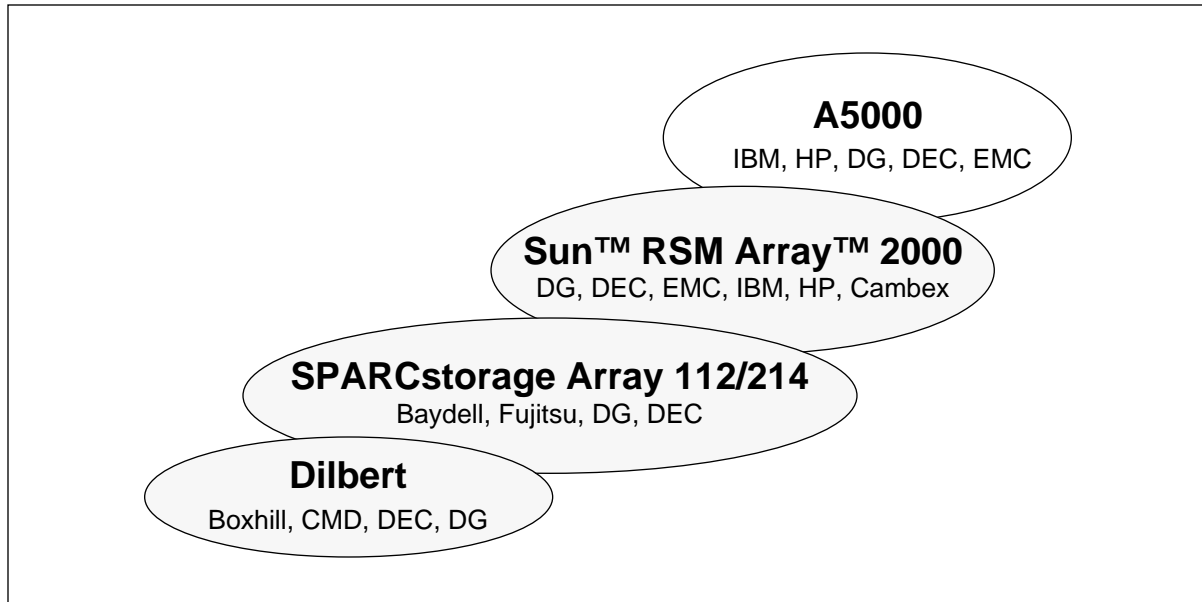 A5000
IBM, HP, DG, DEC, EMC
Sun™ RSM Array™ 2000
DG, DEC, EMC, IBM, HP, Cambex
SPARCstorage Array 112/214
Baydell, Fujitsu, DG, DEC
Dilbert
Boxhill, CMD, DEC, DG